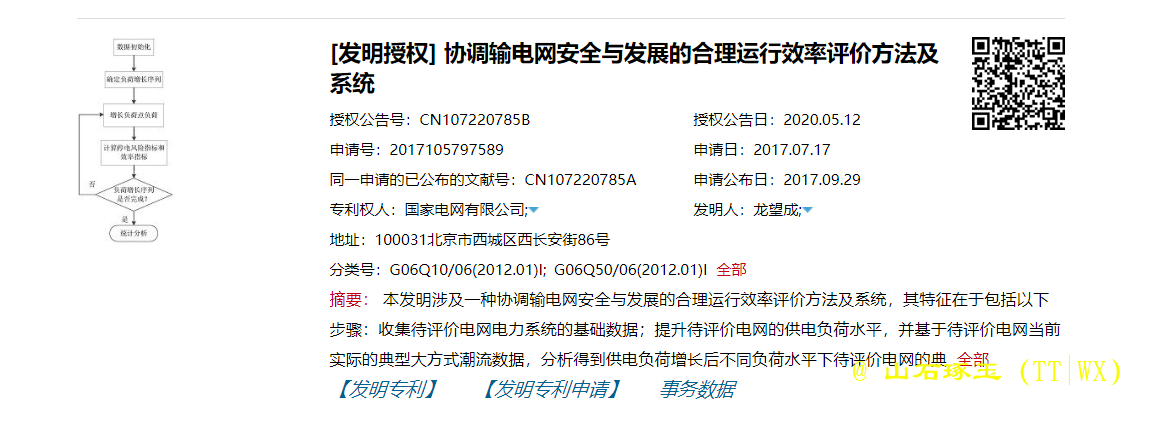 数据初始化
确定负荷增长序列
增长负荷点负荷
计算停电风险指标和
效率指标
否
负荷增长序列
是否完成?
是
统计分析
[发明授权] 协调输电网安全与发展的合理运行效率评价方法及
系统
授权公告号：CN107220785B
授权公告日：2020.05.12
申请号：2017105797589
申请日：2017.07.17
同一申请的已公布的文献号：CN107220785A
申请公布日：2017.09.29
专利权人：国家电网有限公司;
发明人：龙望成;
地址：100031北京市西城区西长安街86号
分类号：G06Q10/06(2012.01)I; G06Q50/06(2012.01)I 全部
摘要： 本发明涉及一种协调输电网安全与发展的合理运行效率评价方法及系统，其特征在于包括以下
步骤：收集待评价电网电力系统的基础数据；提升待评价电网的供电负荷水平，并基于待评价电网当前
实际的典型大方式潮流数据，分析得到供电负荷增长后不同负荷水平下待评价电网的典 全部
@ 山石琢玉 (TT|WX)
【发明专利】 【发明专利申请】 事务数据